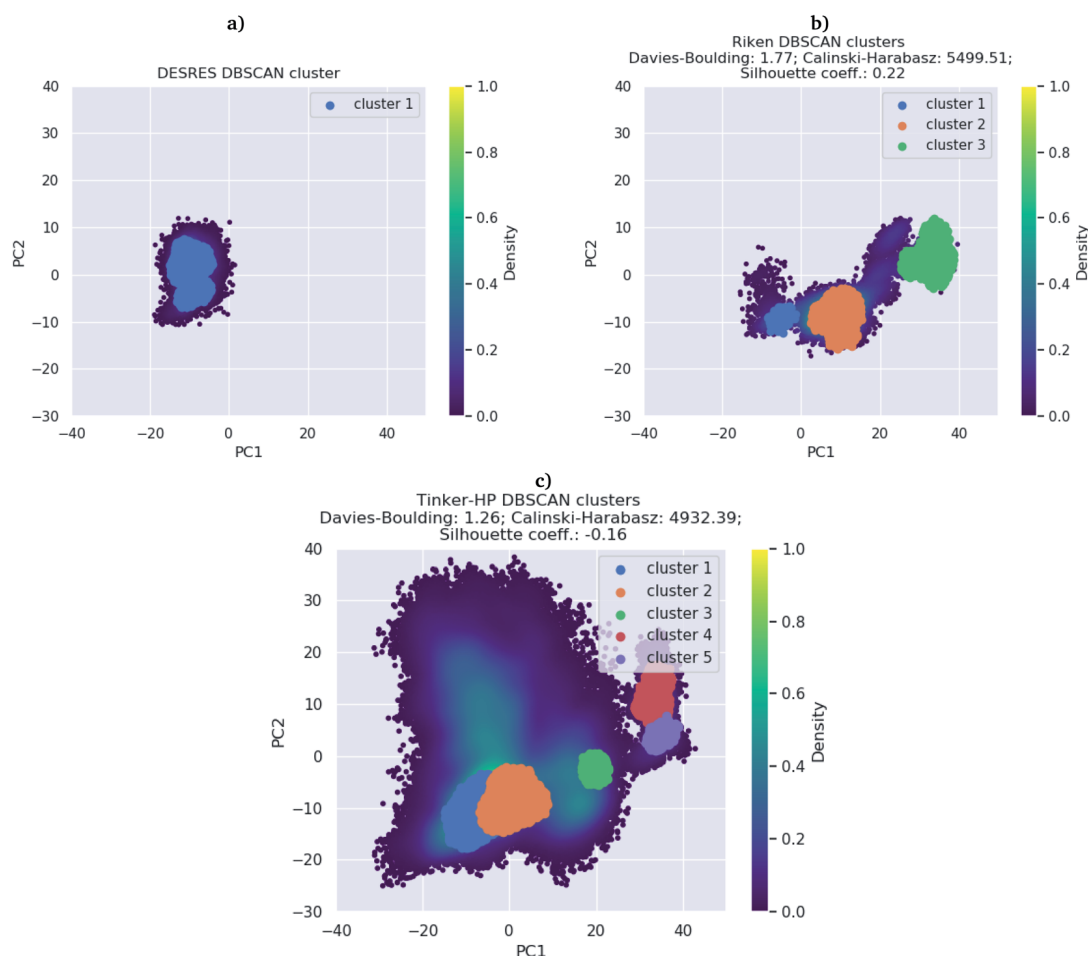 a)
DESRES DBSCAN cluster
cluster 1
40
30
20
10
0
−10
−20
−30
−40
−20
0
20
40
PC1
PC2
1.0
0.8
0.6
0.4
0.2
0.0
Density
b)
Riken DBSCAN clusters
Davies-Boulding: 1.77; Calinski-Harabasz: 5499.51;
Silhouette coeff.: 0.22
cluster 1
cluster 2
cluster 3
40
30
20
10
0
−10
−20
−30
−40
−20
0
20
40
PC1
PC2
1.0
0.8
0.6
0.4
0.2
0.0
Density
c)
Tinker-HP DBSCAN clusters
Davies-Boulding: 1.26; Calinski-Harabasz: 4932.39;
Silhouette coeff.: -0.16
cluster 1
cluster 2
cluster 3
cluster 4
cluster 5
40
30
20
10
0
−10
−20
−30
−40
−20
0
20
40
PC1
PC2
1.0
0.8
0.6
0.4
0.2
0.0
Density